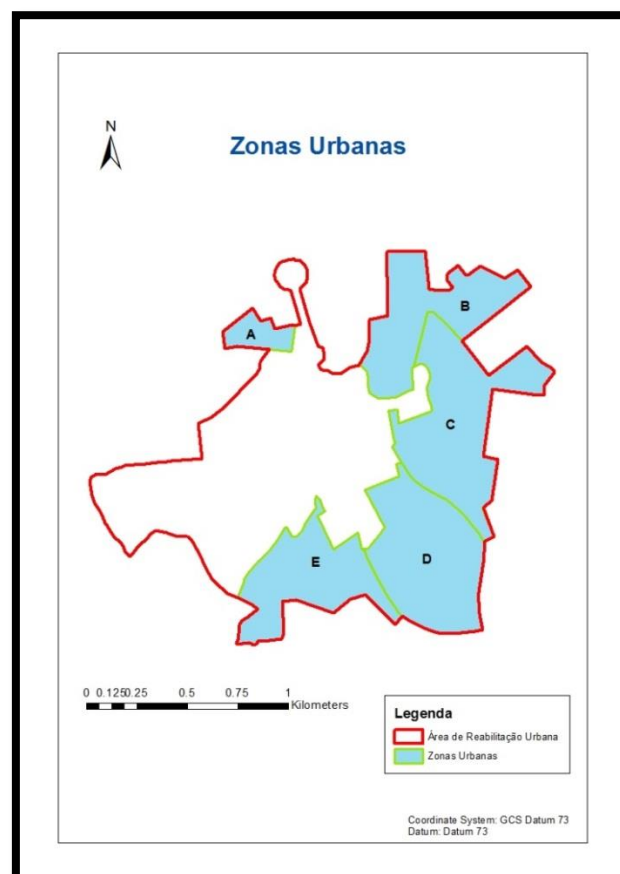 N
Zonas Urbanas
B
A
C
D
E
0 0.1250.25 0.5 0.75 1
Kilometers
Legenda
Área de Reabilitação Urbana
Zonas Urbanas
Coordinate System: GCS Datum 73
Datum: Datum 73